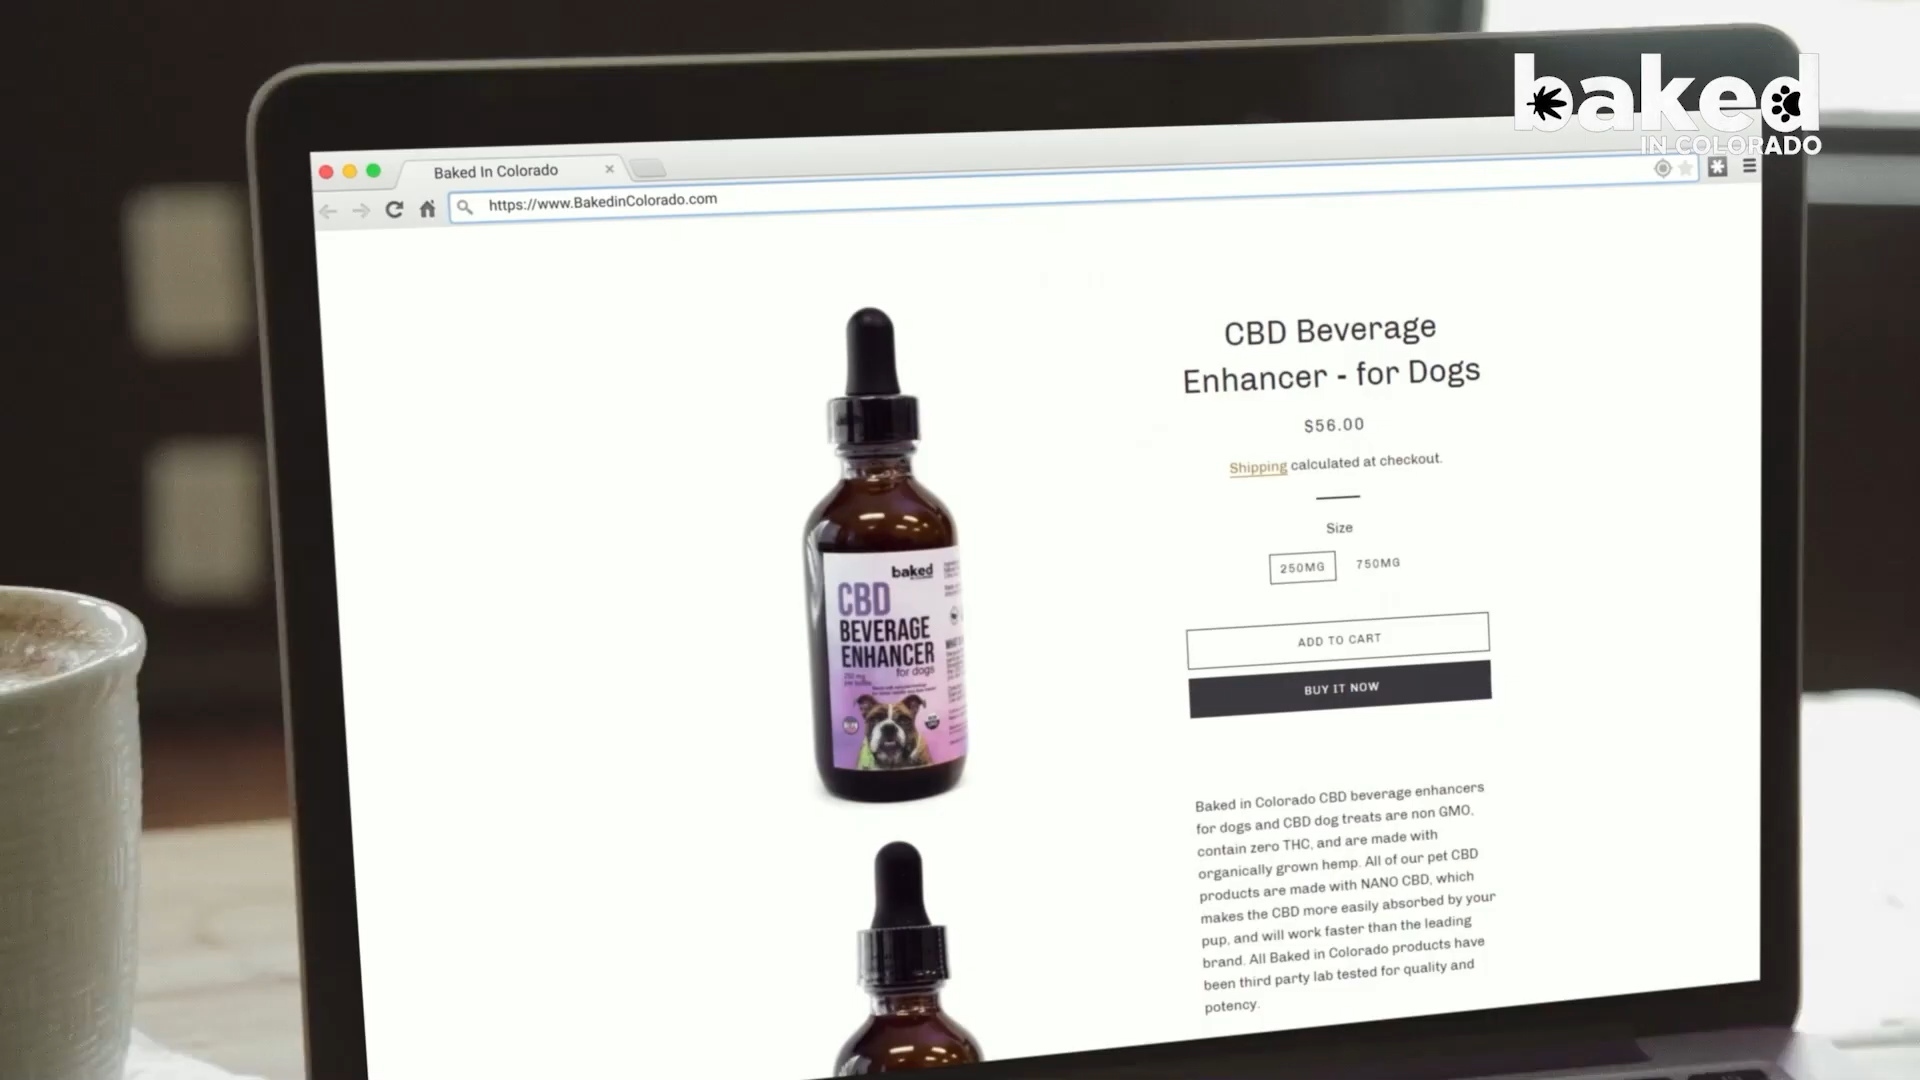 baked
IN COLORADO
Baked In Colorado
https://www.BakedinColorado.com
CBD Beverage
Enhancer - for Dogs
$56.00
Shipping calculated at checkout.
Size
250MG 750MG
ADD TO CART
BUY IT NOW
baked
CBD
BEVERAGE
ENHANCER
for dogs
250 mg
Baked in Colorado CBD beverage enhancers
for dogs and CBD dog treats are non GMO,
contain zero THC, and are made with
organically grown hemp. All of our pet CBD
products are made with NANO CBD, which
makes the CBD more easily absorbed by your
pup, and will work faster than the leading
brand. All Baked in Colorado products have
been third party lab tested for quality and
potency.